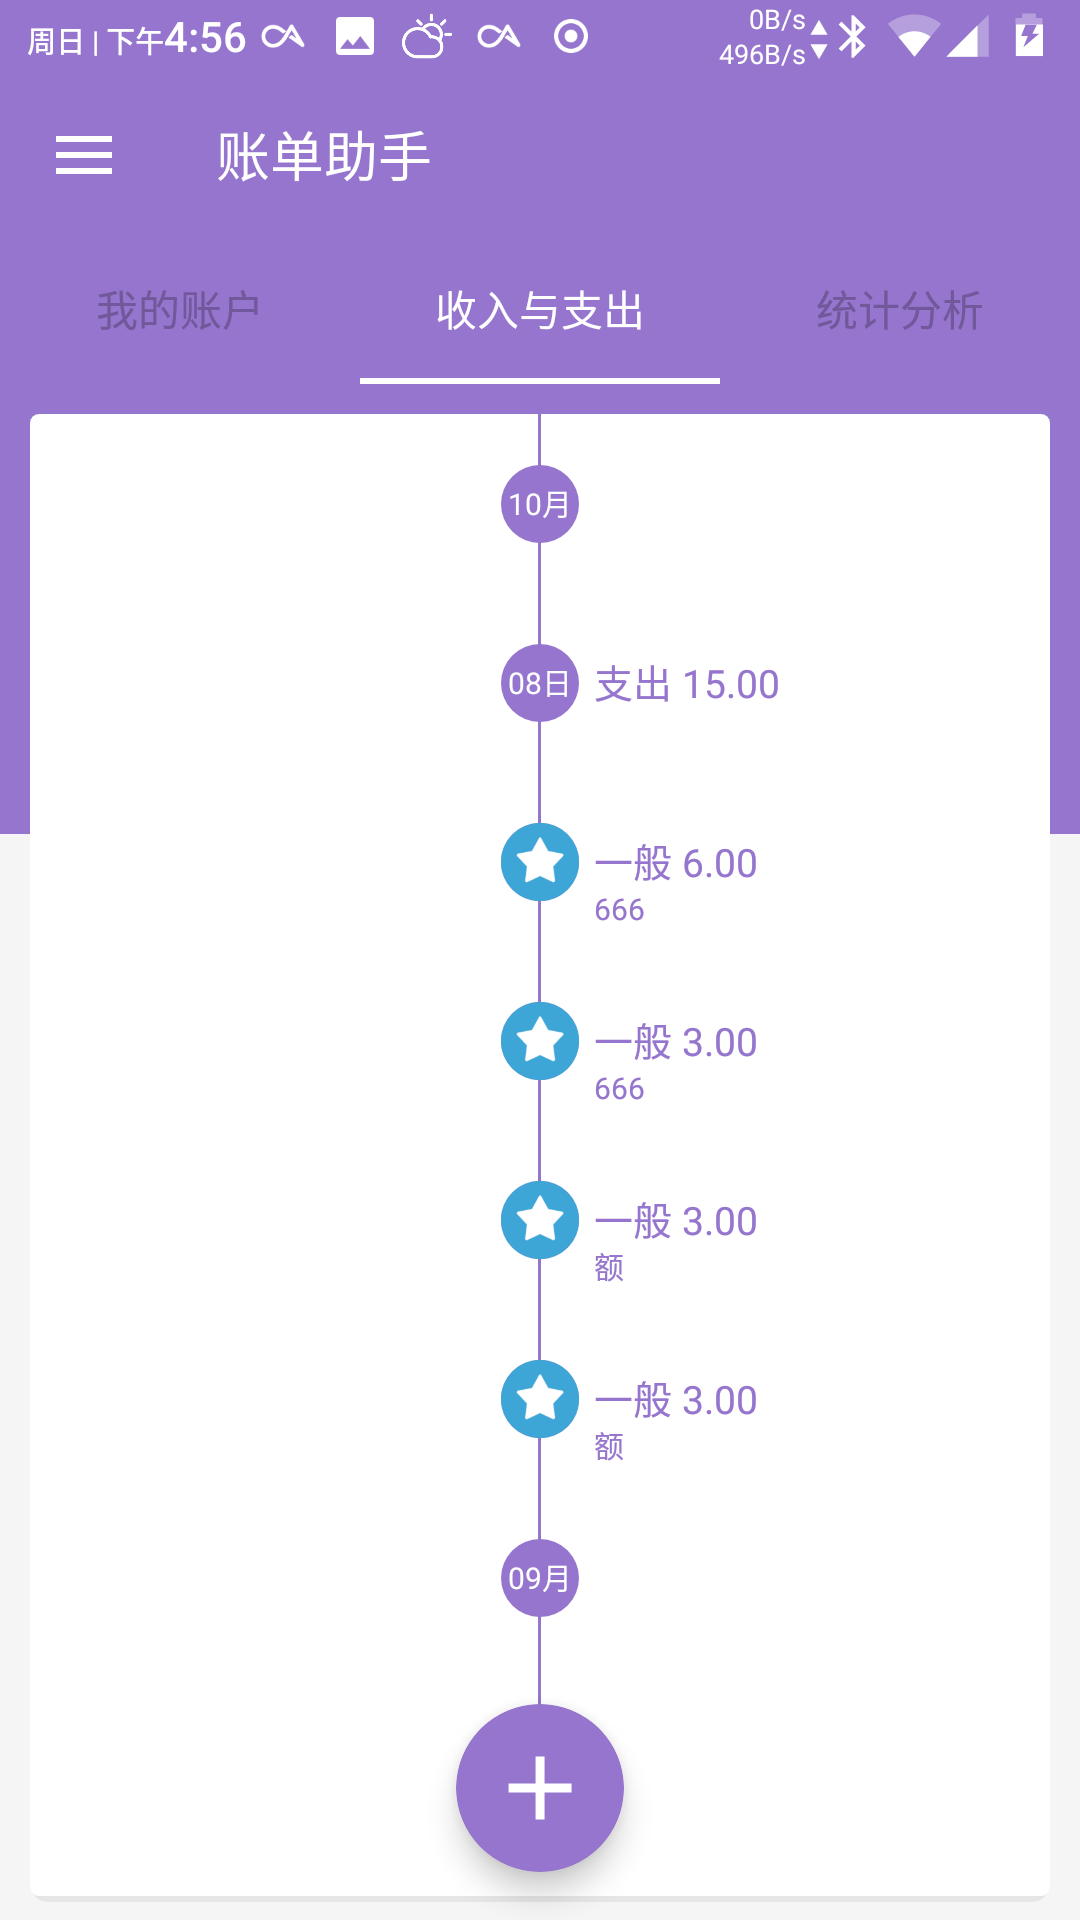 周日 | 下午4:56
0B/s
496B/s
账单助手
我的账户 收入与支出 统计分析
10月
08日 支出 15.00
一般 6.00
666
一般 3.00
666
一般 3.00
额
一般 3.00
额
09月